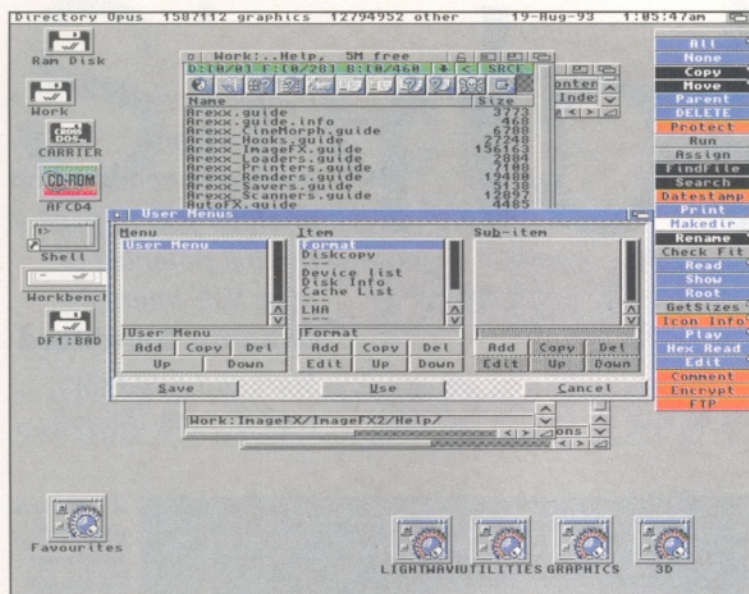 Directory Opus 1587112 graphics 12794952 other 19-Aug-93 1:05:47am
Ram Disk
Work
CROSS DOS
CARRIER
CD-ROM
AFCD4
1>
Shell
Workbench
DF1:BAD
Favourites
Work:..Help, 5M free
D:[0/0] F:[0/28] B:[0/460 < SRCE
Name Size
Arexx.guide 3773
Arexx.guide.info 468
Arexx_CineMorph.guide 6788
Arexx_Hooks.guide 27248
Arexx_ImageFX.guide 156163
Arexx_Loaders.guide 2884
Arexx_Printers.guide 7108
Arexx_Renders.guide 19480
Arexx_Savers.guide 5138
Arexx_Scanners.guide 12897
AutoFX.guide 4485
onter
Inde
User Menus
Menu
User Menu
User Menu
Add Copy Del
Up Down
Item
Format
Diskcopy
---
Device list
Disk Info
Cache List
---
LHA
Format
Add Copy Del
Edit Up Down
Sub-item
Add Copy Del
Edit Up Down
Save Use Cancel
Work:ImageFX/ImageFX2/Help/
ons
All
None
Copy
Move
Parent
DELETE
Protect
Run
Assign
FindFile
Search
Datestamp
Print
Makedir
Rename
Check Fit
Read
Show
Root
GetSizes
Icon Info
Play
Hex Read
Edit
Comment
Encrypt
FTP
LIGHTWAVE
UTILITIES
GRAPHICS
3D